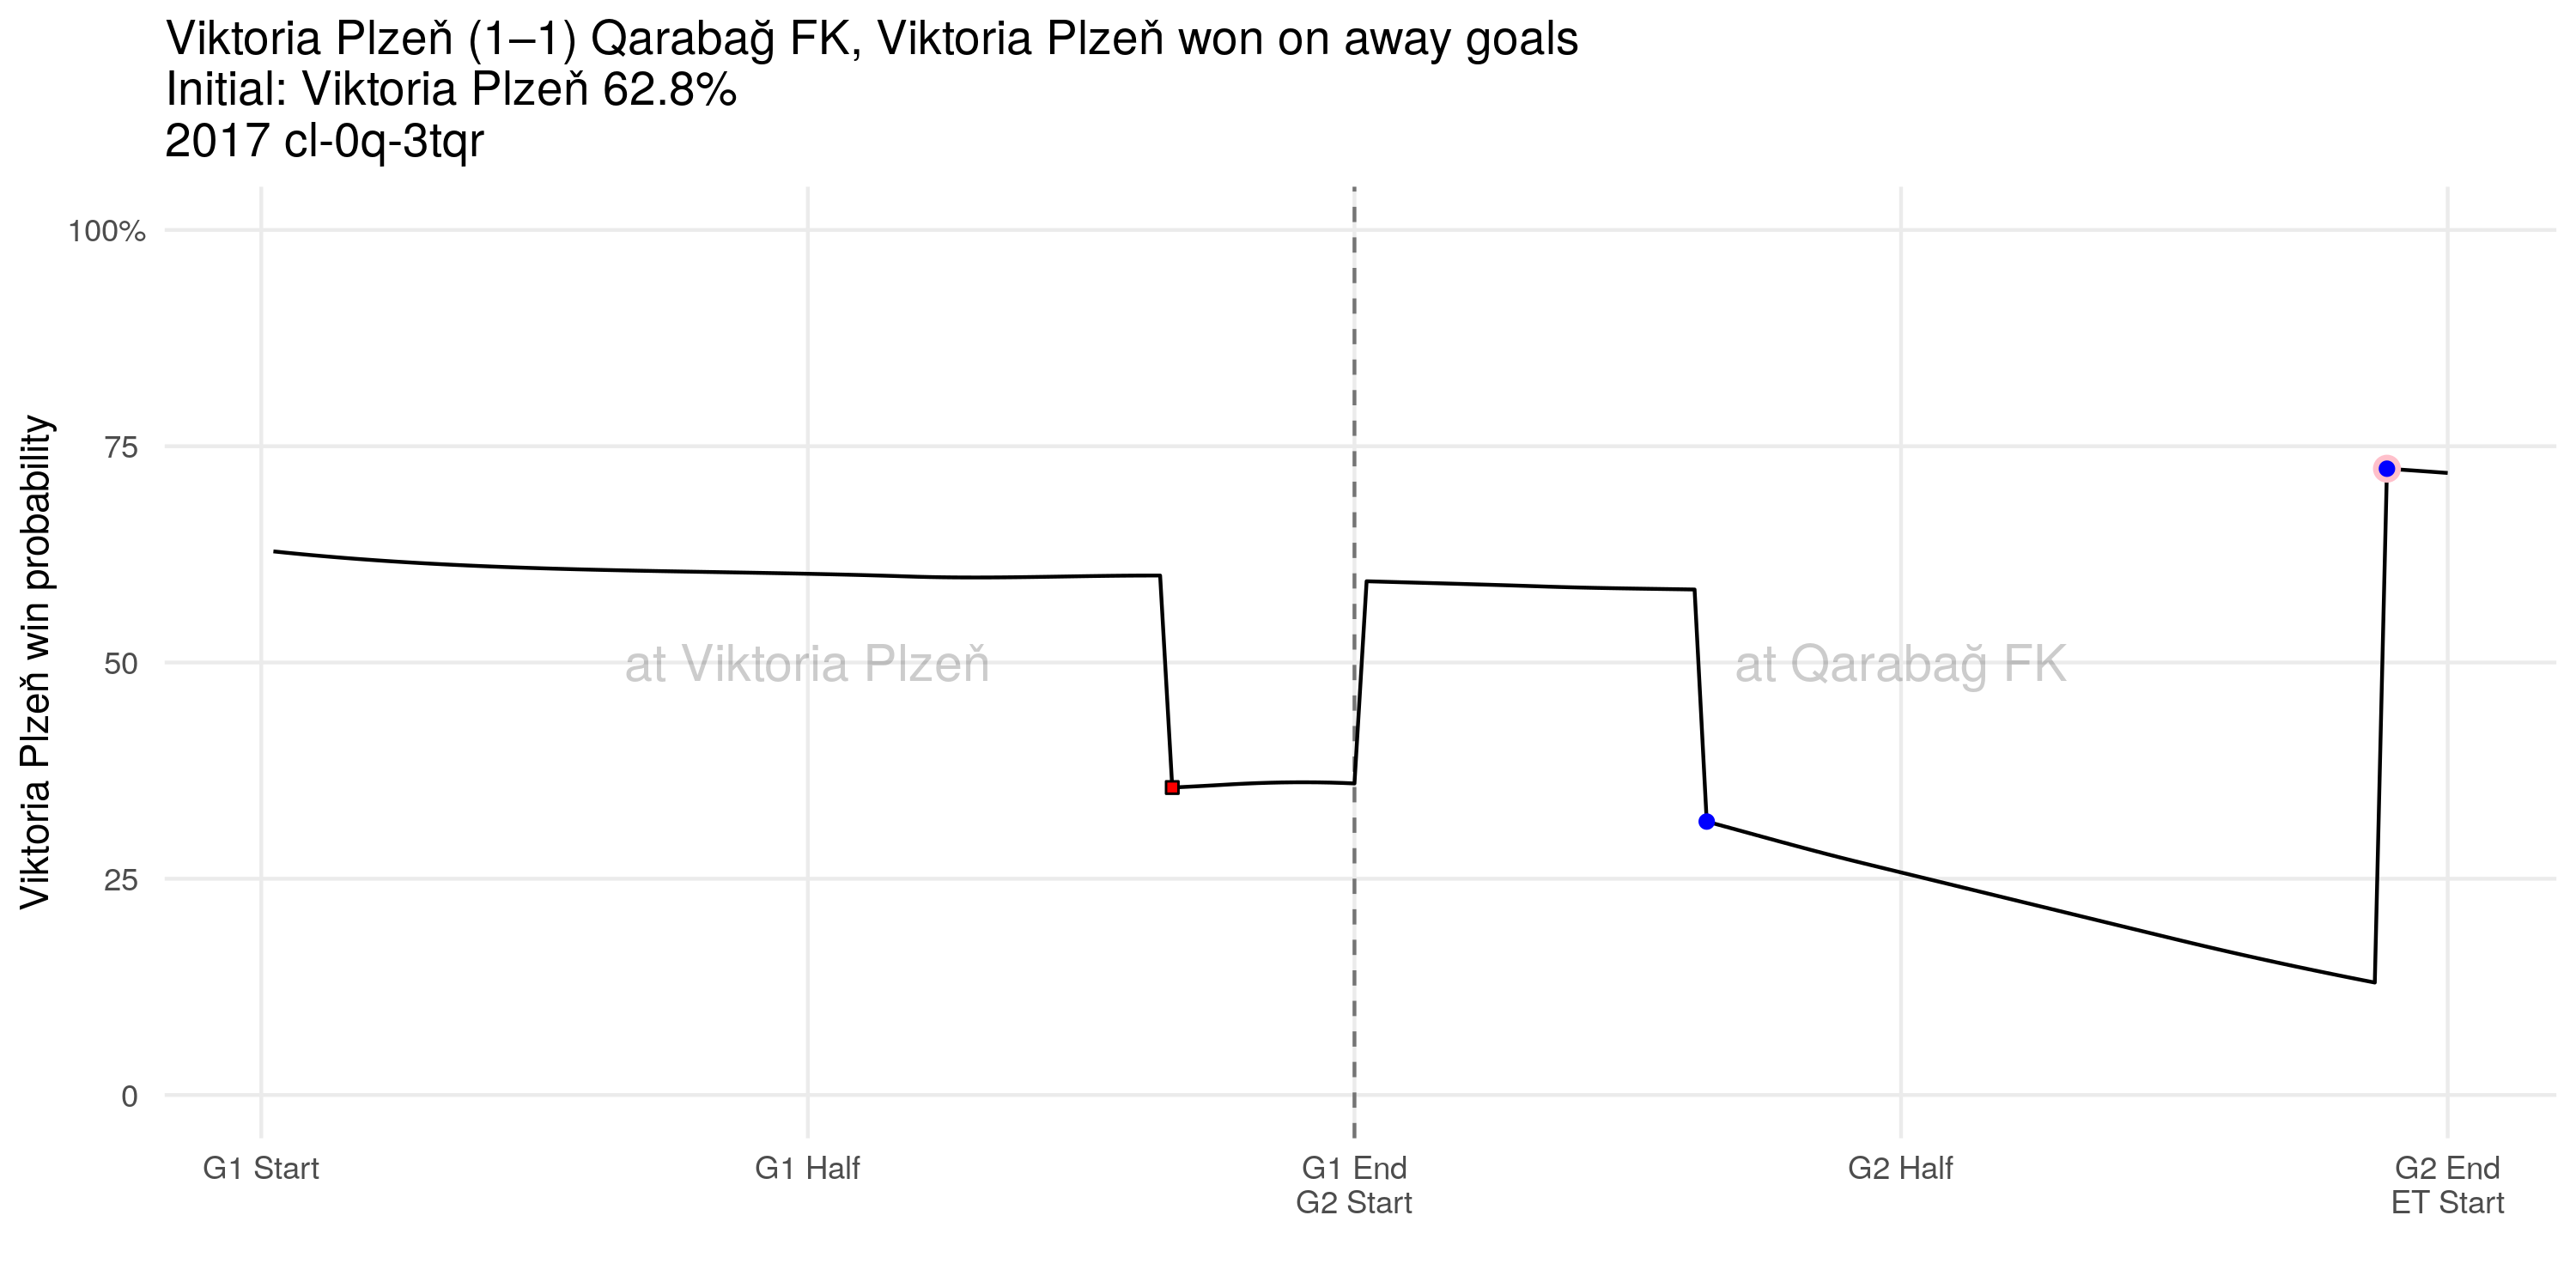 Viktoria Plzeň (1–1) Qarabağ FK, Viktoria Plzeň won on away goals
Initial: Viktoria Plzeň 62.8%
2017 cl-0q-3tqr
Viktoria Plzeň win probability
100%
75
50
25
0
at Viktoria Plzeň
at Qarabağ FK
G1 Start
G1 Half
G1 End
G2 Start
G2 Half
G2 End
ET Start